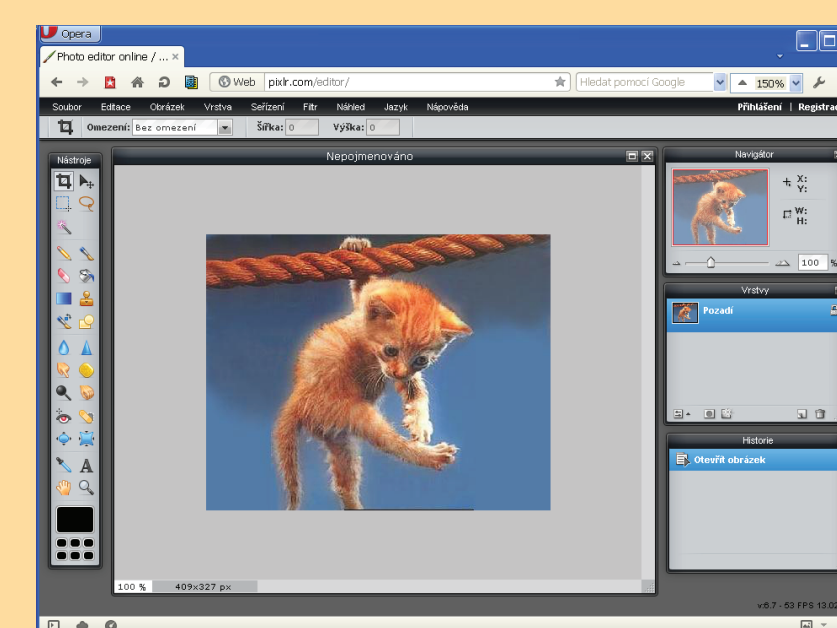 Opera
Photo editor online / ...
Web pixlr.com/editor/ Hledat pomocí Google 150%
Soubor Editace Obrázek Vrstva Seřízení Filtr Náhled Jazyk Nápověda Přihlášení | Registrac
Omezení: Bez omezení Šířka: 0 Výška: 0
Nástroje
Nepojmenováno
Navigátor
X:
Y:
W:
H:
100 %
Vrstvy
Pozadí
Historie
Otevřít obrázek
A
100 % 409x327 px
v:6.7 - 53 FPS 13.02